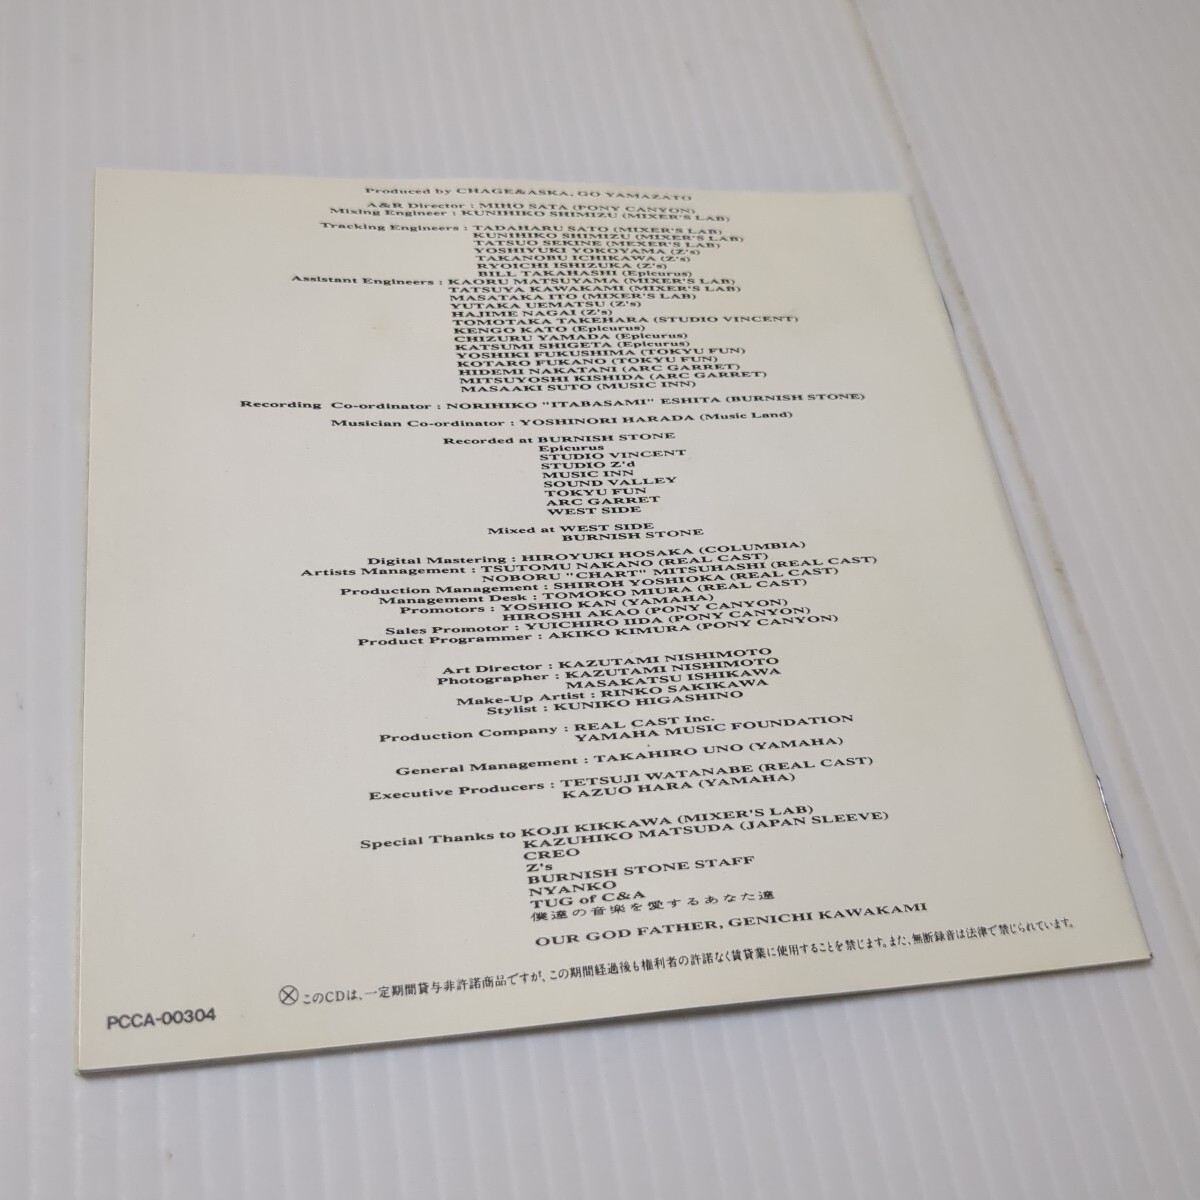 Produced by CHAGE&ASKA, GO YAMAZATO
A&R Director : MIHO SATA (PONY CANYON)
Mixing Engineer : KUNIHIKO SHIMIZU (MIXER'S LAB)
Tracking Engineers : TADAHARU SATO (MIXER'S LAB)
KUNIHIKO SHIMIZU (MIXER'S LAB)
TATSUO SEKINE (MEXER'S LAB)
YOSHIYUKI YOKOYAMA (Z's)
TAKANOBU ICHIKAWA (Z's)
RYOICHI ISHIZUKA (Z's)
BILL TAKAHASHI (Epicurus)
Assistant Engineers : KAORU MATSUYAMA (MIXER'S LAB)
TATSUYA KAWAKAMI (MIXER'S LAB)
MASATAKA ITO (MIXER'S LAB)
YUTAKA UEMATSU (Z's)
HAJIME NAGAI (Z's)
TOMOTAKA TAKEHARA (STUDIO VINCENT)
KENGO KATO (Epicurus)
CHIZURU YAMADA (Epicurus)
KATSUMI SHIGETA (Epicurus)
YOSHIKI FUKUSHIMA (TOKYU FUN)
KOTARO FUKANO (TOKYU FUN)
HIDEMI NAKATANI (ARC GARRET)
MITSUYOSHI KISHIDA (ARC GARRET)
MASAAKI SUTO (MUSIC INN)
Recording Co-ordinator : NORIHIKO "ITABASAMI" ESHITA (BURNISH STONE)
Musician Co-ordinator : YOSHINORI HARADA (Music Land)
Recorded at BURNISH STONE
Epicurus
STUDIO VINCENT
STUDIO Z'd
MUSIC INN
SOUND VALLEY
TOKYU FUN
ARC GARRET
WEST SIDE
Mixed at WEST SIDE
BURNISH STONE
Digital Mastering : HIROYUKI HOSAKA (COLUMBIA)
Artists Management : TSUTOMU NAKANO (REAL CAST)
NOBORU "CHART" MITSUHASHI (REAL CAST)
Production Management : SHIROH YOSHIOKA (REAL CAST)
Management Desk : TOMOKO MIURA (REAL CAST)
Promotors : YOSHIO KAN (YAMAHA)
HIROSHI AKAO (PONY CANYON)
Sales Promotor : YUICHIRO IIDA (PONY CANYON)
Product Programmer : AKIKO KIMURA (PONY CANYON)
Art Director : KAZUTAMI NISHIMOTO
Photographer : KAZUTAMI NISHIMOTO
MASAKATSU ISHIKAWA
Make-Up Artist : RINKO SAKIKAWA
Stylist : KUNIKO HIGASHINO
Production Company : REAL CAST Inc.
YAMAHA MUSIC FOUNDATION
General Management : TAKAHIRO UNO (YAMAHA)
Executive Producers : TETSUJI WATANABE (REAL CAST)
KAZUO HARA (YAMAHA)
Special Thanks to KOJI KIKKAWA (MIXER'S LAB)
KAZUHIKO MATSUDA (JAPAN SLEEVE)
CREO
Z's
BURNISH STONE STAFF
NYANKO
TUG of C&A
僕達の音楽を愛するあなた達
OUR GOD FATHER, GENICHI KAWAKAMI
Ⓧこのcdは、一定期間貸与非許諾商品ですが、この期間経過後も権利者の許諾なく賃貸業に使用することを禁じます。また、無断録音は法律で禁じられています。
PCCA-00304